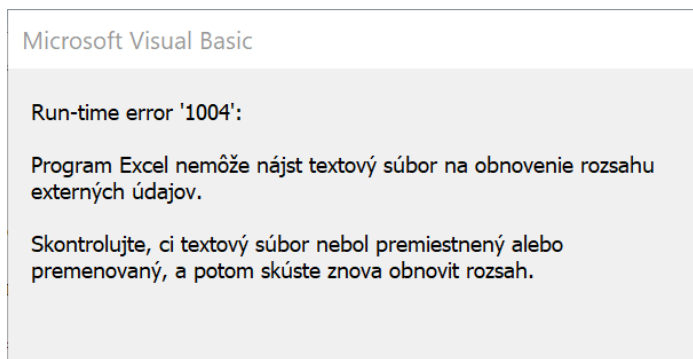 Microsoft Visual Basic
Run-time error '1004':
Program Excel nemôže nájst textový súbor na obnovenie rozsahu
externých údajov.
Skontrolujte, ci textový súbor nebol premiestnený alebo
premenovaný, a potom skúste znova obnovit rozsah.